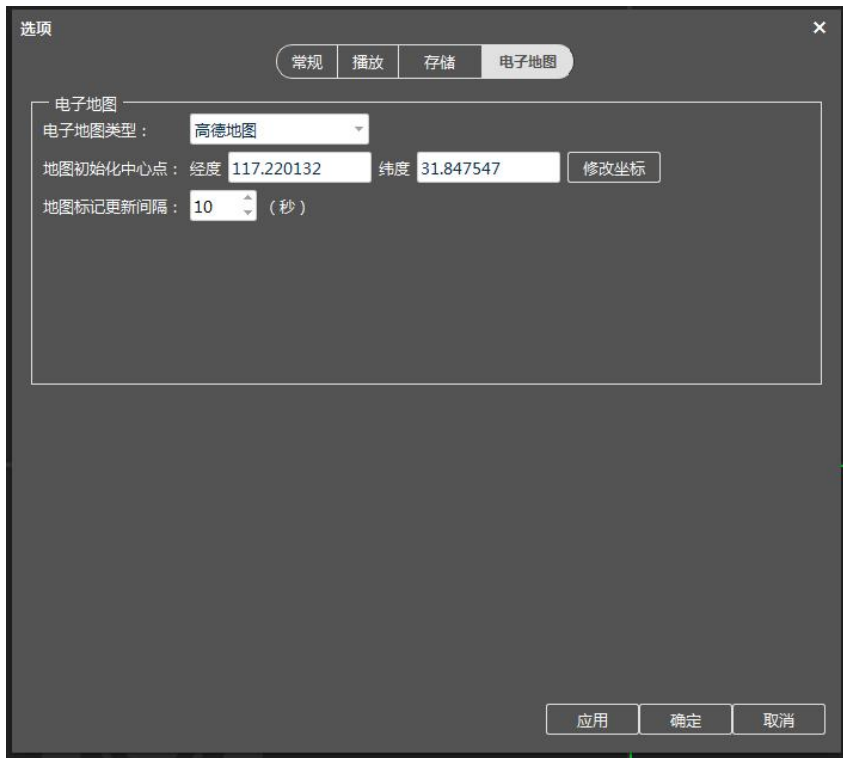 选项
常规 播放 存储 电子地图
电子地图
电子地图类型： 高德地图
地图初始化中心点： 经度 117.220132 纬度 31.847547 修改坐标
地图标记更新间隔： 10 （秒）
应用 确定 取消